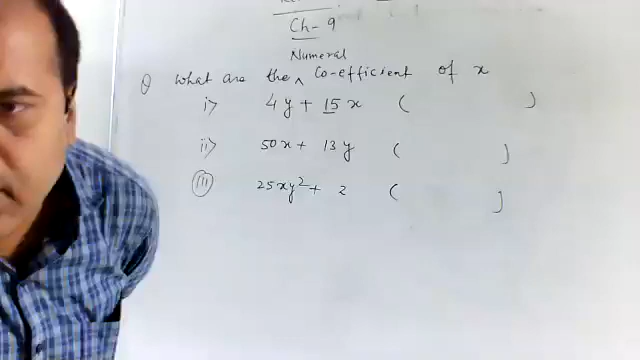 Ch-9
Numeral
Q What are the ^ Co-efficient of x
i> 4y + 15x ( )
ii> 50x + 13y ( )
(iii) 25xy² + 2 ( )